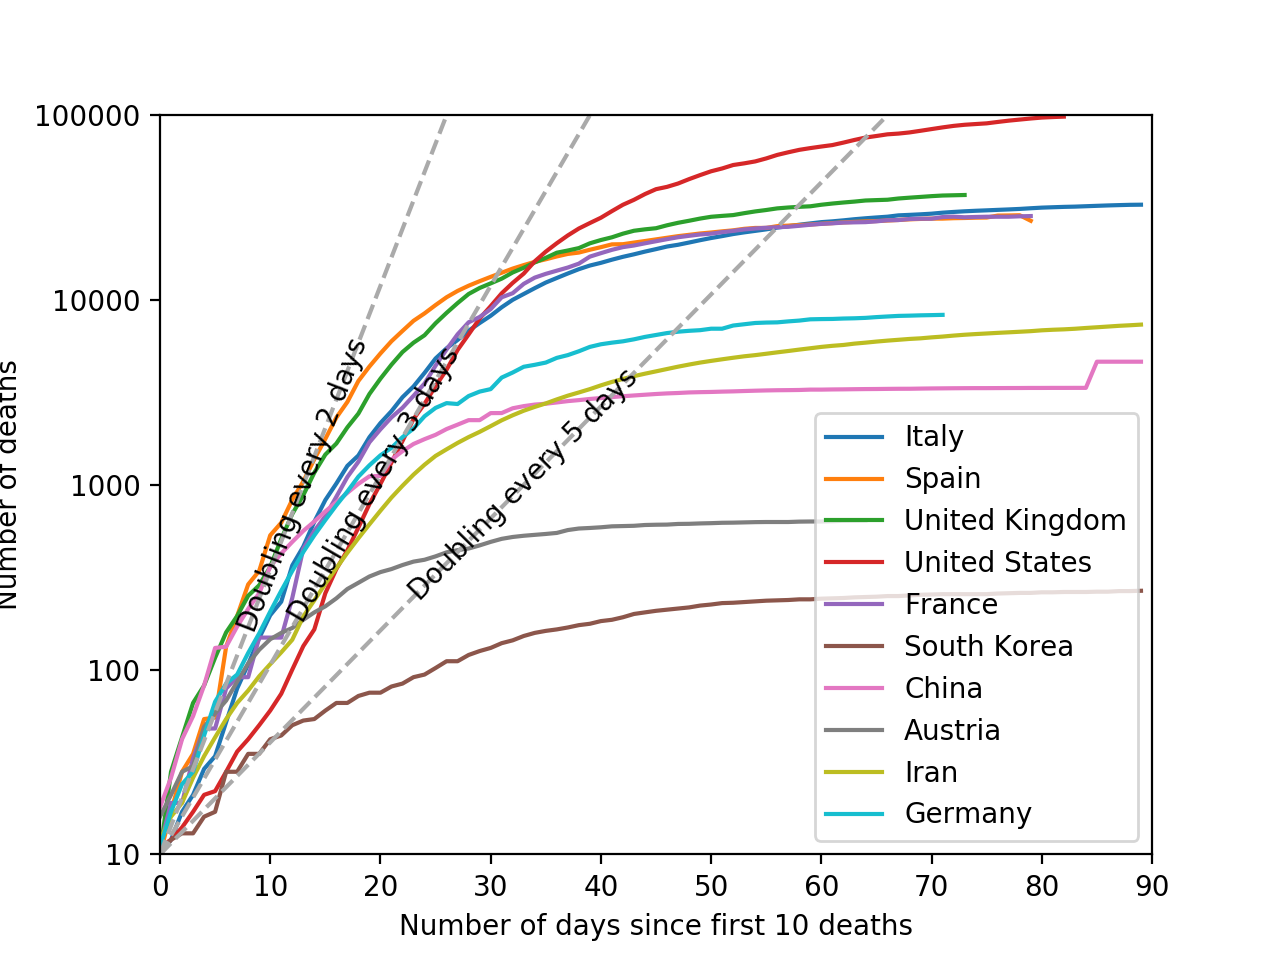 100000
10000
1000
100
10
0 10 20 30 40 50 60 70 80 90
Number of days since first 10 deaths
Number of deaths
Doubling every 2 days
Doubling every 3 days
Doubling every 5 days
Italy
Spain
United Kingdom
United States
France
South Korea
China
Austria
Iran
Germany